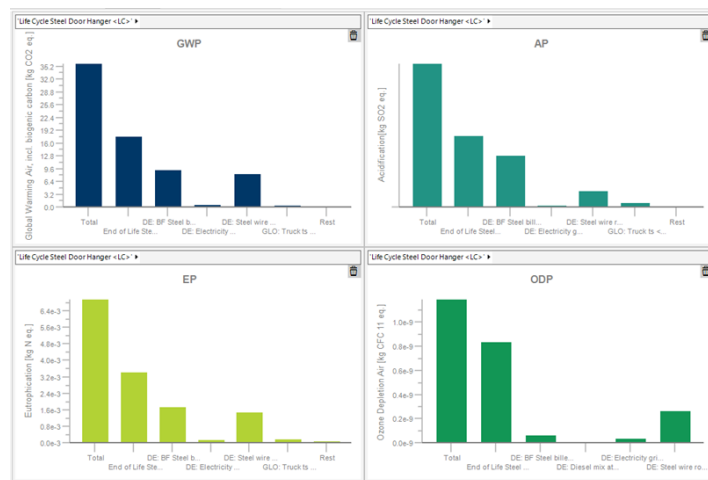 'Life Cycle Steel Door Hanger <LC>'
GWP
Global Warming Air, incl. biogenic carbon [kg CO2 eq.]
35.2
32.0
28.8
25.6
22.4
19.2
16.0
12.8
9.6
6.4
3.2
0.0
Total
End of Life Stee...
DE: BF Steel b...
DE: Electricity ...
DE: Steel wire ...
GLO: Truck ts ...
Rest
'Life Cycle Steel Door Hanger <LC>'
AP
Acidification[kg SO2 eq.]
Total
End of Life Steel...
DE: BF Steel bill...
DE: Electricity g...
DE: Steel wire r...
GLO: Truck ts <...
Rest
'Life Cycle Steel Door Hanger <LC>'
EP
Eutrophication [kg N eq.]
6.4e-3
5.6e-3
4.8e-3
4.0e-3
3.2e-3
2.4e-3
1.6e-3
0.8e-3
0.0e-3
Total
End of Life Ste...
DE: BF Steel b...
DE: Electricity ...
DE: Steel wire ...
GLO: Truck ts ...
Rest
'Life Cycle Steel Door Hanger <LC>'
ODP
Ozone Depletion Air [kg CFC 11 eq.]
1.0e-9
0.8e-9
0.6e-9
0.4e-9
0.2e-9
0.0e-9
Total
End of Life Steel ...
DE: BF Steel bille...
DE: Diesel mix at...
DE: Electricity gri...
DE: Steel wire ro...